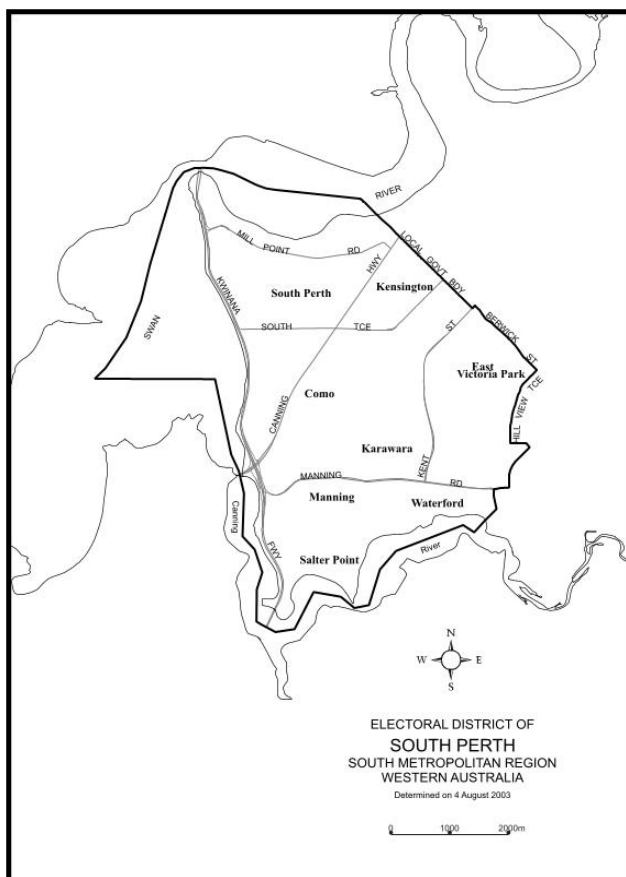 RIVER
MILL POINT RD
LOCAL GOVT BDY
HWY
KWINANA
South Perth
Kensington
SWAN
SOUTH TCE
ST
BERWICK ST
East
Victoria Park
HILL VIEW TCE
Como
CANNING
Karawara
KENT
MANNING RD
Manning
Waterford
Canning
FWY
River
Salter Point
N
W E
S
ELECTORAL DISTRICT OF
SOUTH PERTH
SOUTH METROPOLITAN REGION
WESTERN AUSTRALIA
Determined on 4 August 2003
0 1000 2000m